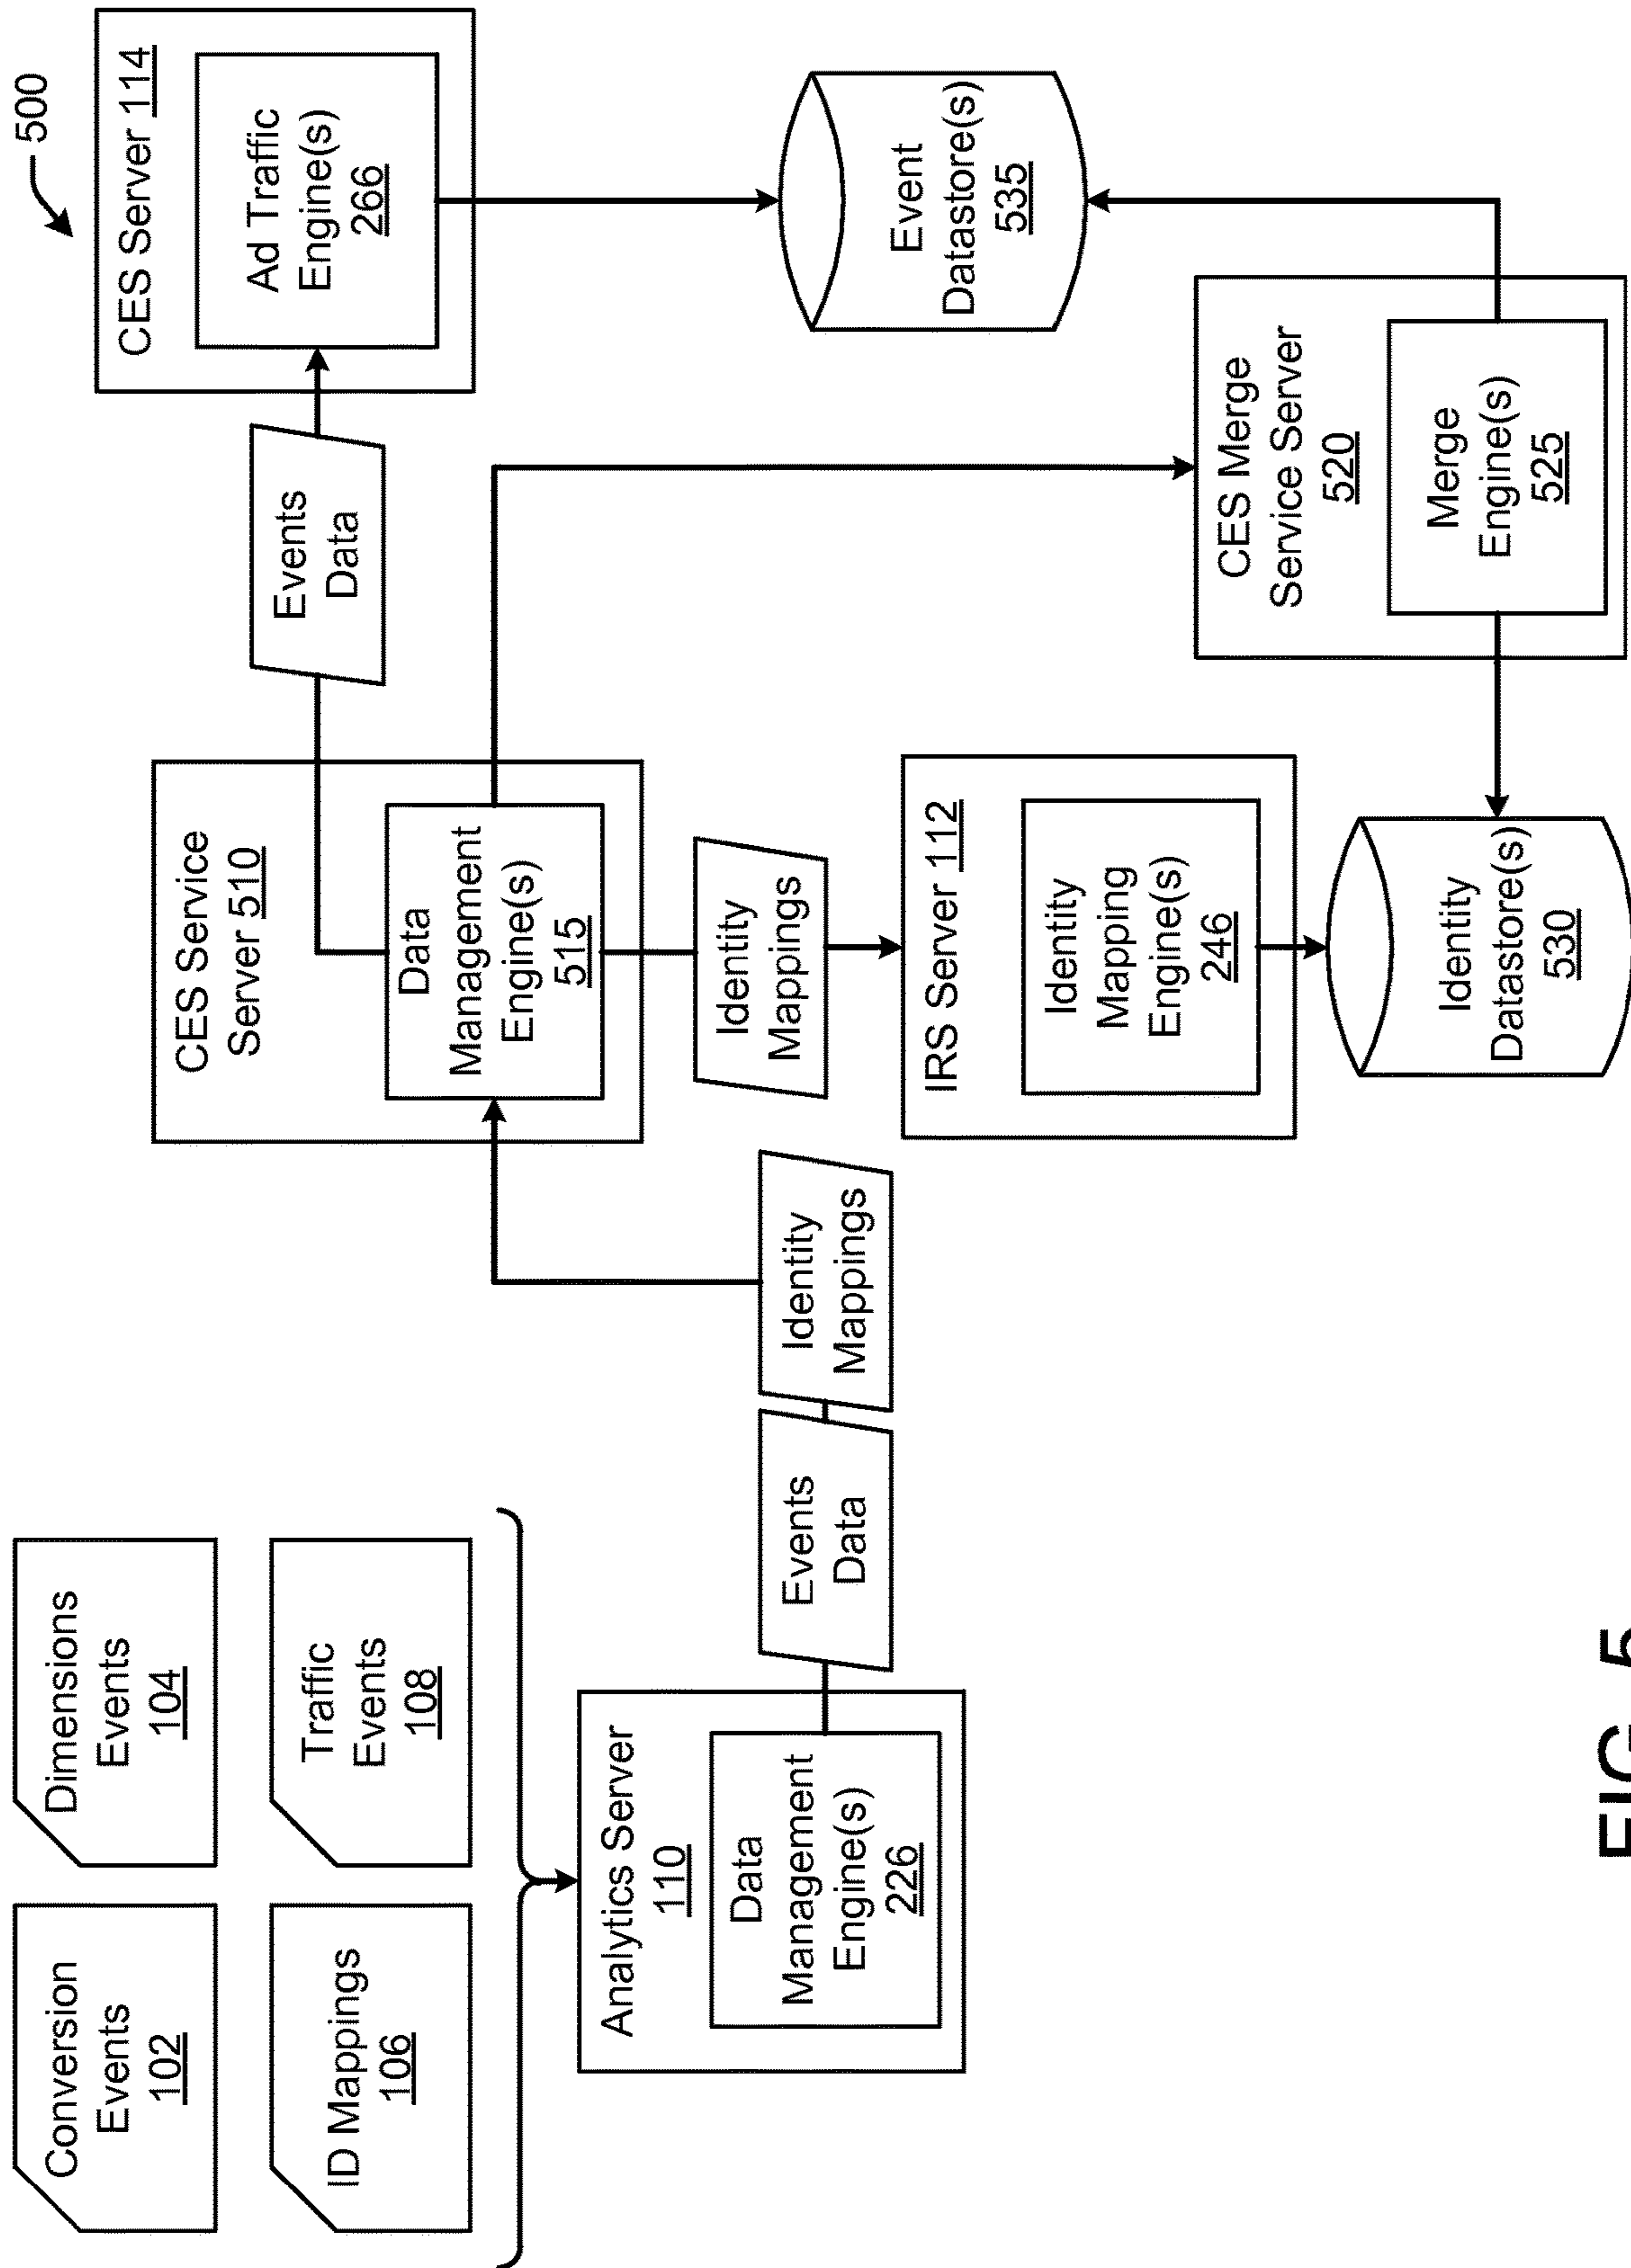 500
Conversion
Events
102
Dimensions
Events
104
ID Mappings
106
Traffic
Events
108
Analytics Server
110
Data
Management
Engine(s)
226
Events
Data
Identity
Mappings
CES Service
Server 510
Data
Management
Engine(s)
515
Events
Data
CES Server 114
Ad Traffic
Engine(s)
266
Identity
Mappings
IRS Server 112
Identity
Mapping
Engine(s)
246
Identity
Datastore(s)
530
CES Merge
Service Server
520
Merge
Engine(s)
525
Event
Datastore(s)
535
FIG. 5